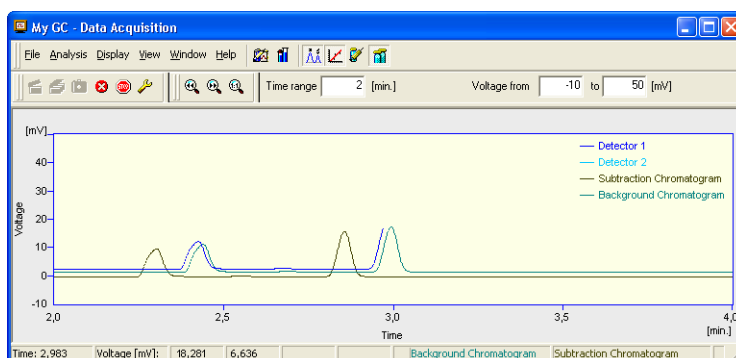 My GC - Data Acquisition
File Analysis Display View Window Help
STOP 1:1 Time range 2 [min.] Voltage from -10 to 50 [mV]
[mV]
40
30
20
10
0
-10
Voltage
Detector 1
Detector 2
Subtraction Chromatogram
Background Chromatogram
2,0 2,5 3,0 3,5 4,0
Time [min.]
Time: 2,983 Voltage [mV]: 18,281 6,636 Background Chromatogram Subtraction Chromatogram